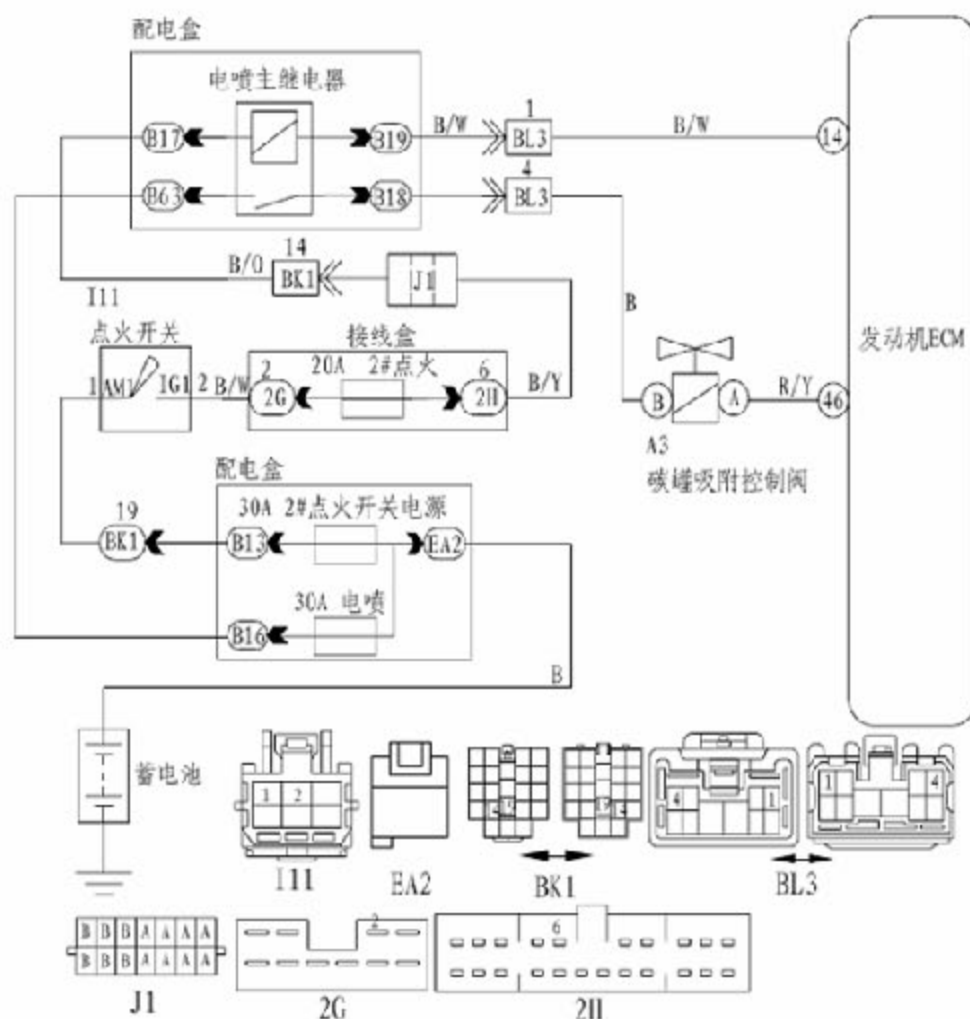 配电盒
电喷主继电器
B17
319
B/W
1
BL3
B/W
14
B63
318
4
BL3
B/O
14
BK1
J1
B
发动机ECM
I11
点火开关
接线盒
1 AM1 IG1 2
B/W
2
2G
20A 2#点火
6
2H
B/Y
B
A
R/Y
46
A3
碳罐吸附控制阀
配电盒
19
BK1
30A 2#点火开关电源
B13
EA2
30A 电喷
B16
B
蓄电池
1 2
4
1
1
4
I11
EA2
BK1
BL3
B B B A A A A
B B B A A A A
2
6
J1
2G
2H